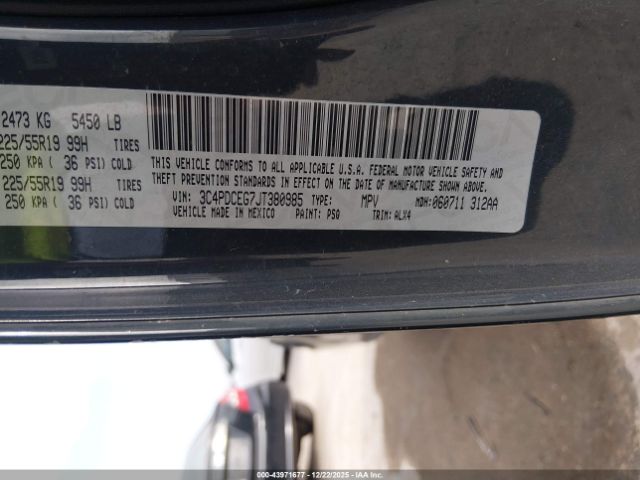 2473 KG 5450 LB
225/55R19 99H TIRES
250 KPA ( 36 PSI) COLD
225/55R19 99H TIRES
250 KPA ( 36 PSI) COLD
THIS VEHICLE CONFORMS TO ALL APPLICABLE U.S.A. FEDERAL MOTOR VEHICLE SAFETY AND
THEFT PREVENTION STANDARDS IN EFFECT ON THE DATE OF MANUFACTURE SHOWN ABOVE.
VIN: 3C4PDCEG7JT380985 TYPE: MPV MDH:060711 312AA
VEHICLE MADE IN MEXICO PAINT: PSQ TRIM: ALX4
000-43971677 - 12/22/2025 - Copart, Inc.